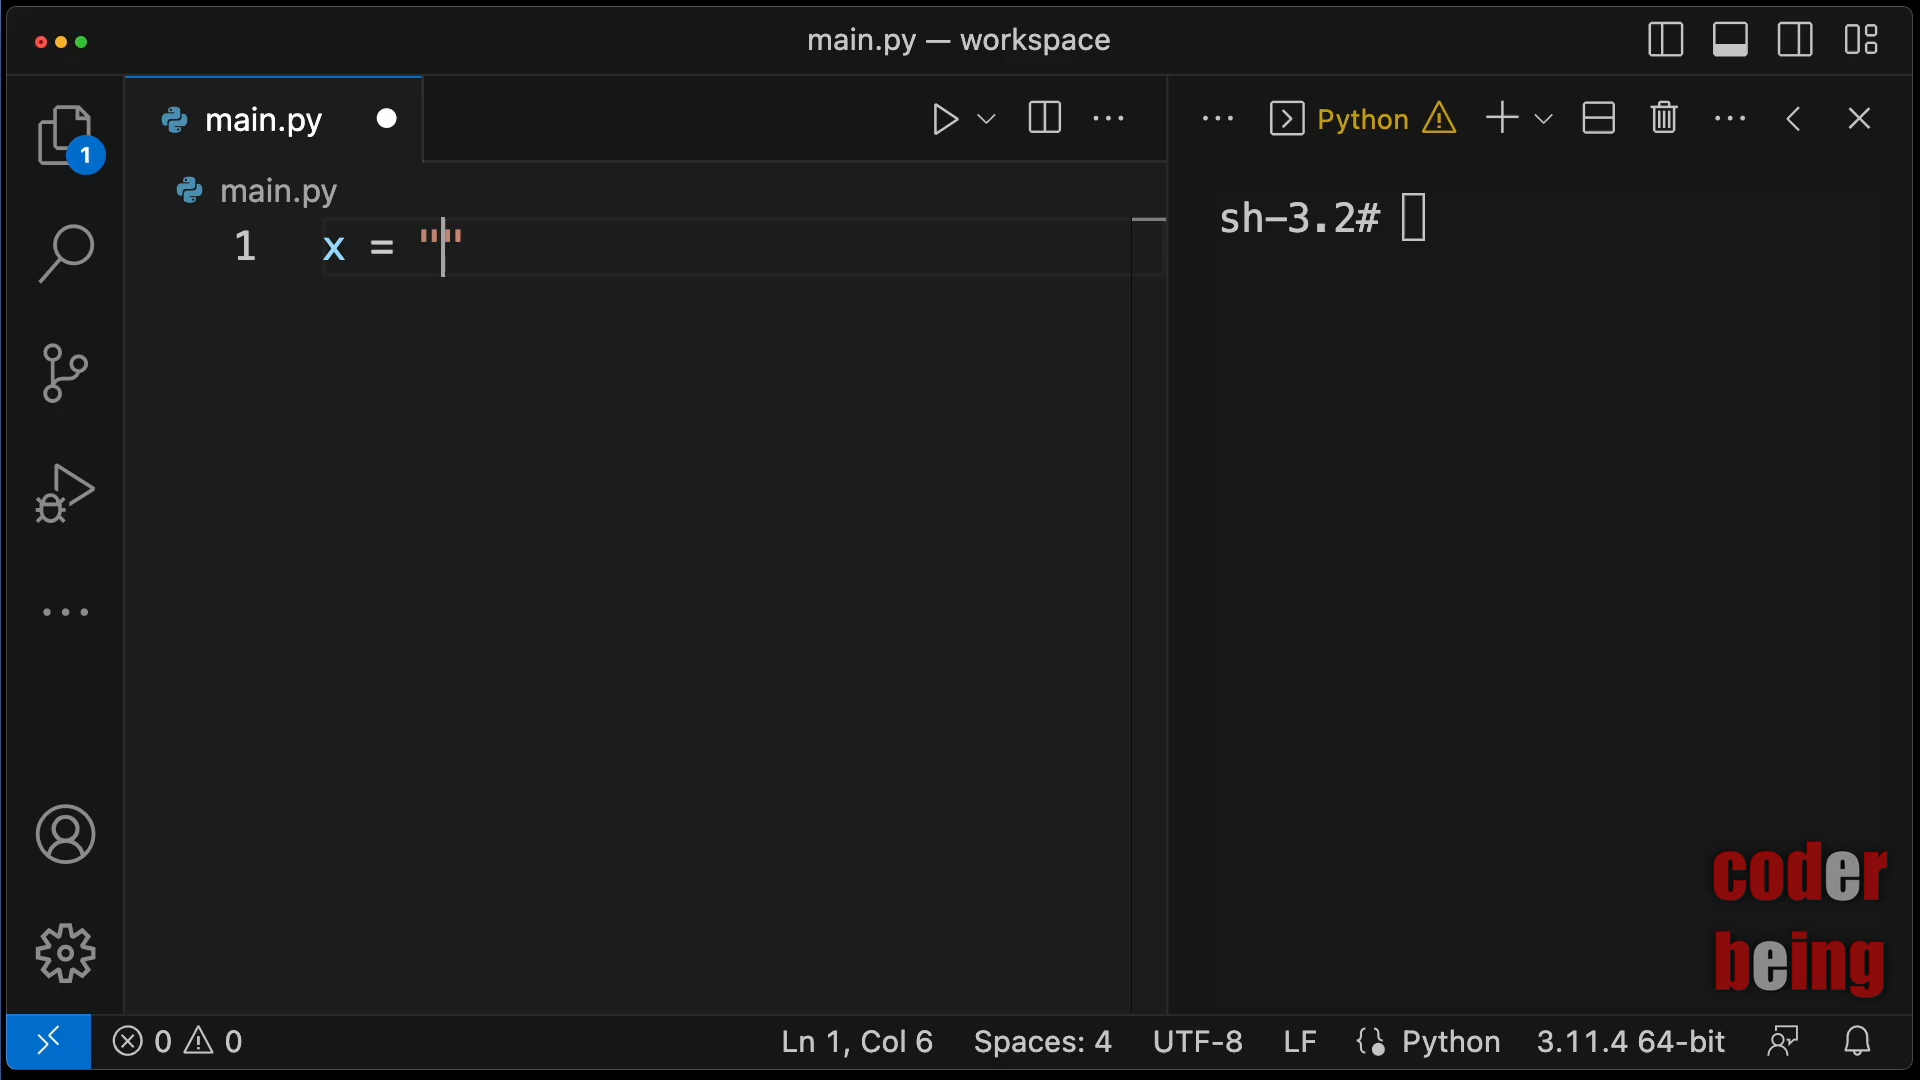 main.py — workspace
main.py
Python
1
main.py
1 x = ""
sh-3.2#
coder
being
0 0 Ln 1, Col 6 Spaces: 4 UTF-8 LF Python 3.11.4 64-bit